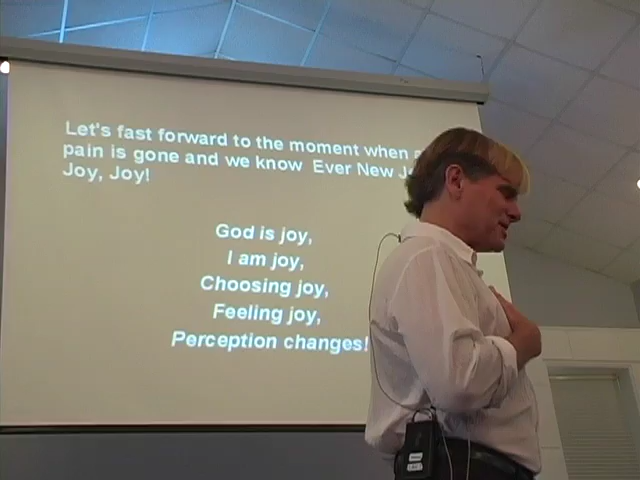 Let's fast forward to the moment when
pain is gone and we know Ever New
Joy, Joy!
God is joy,
I am joy,
Choosing joy,
Feeling joy,
Perception changes!